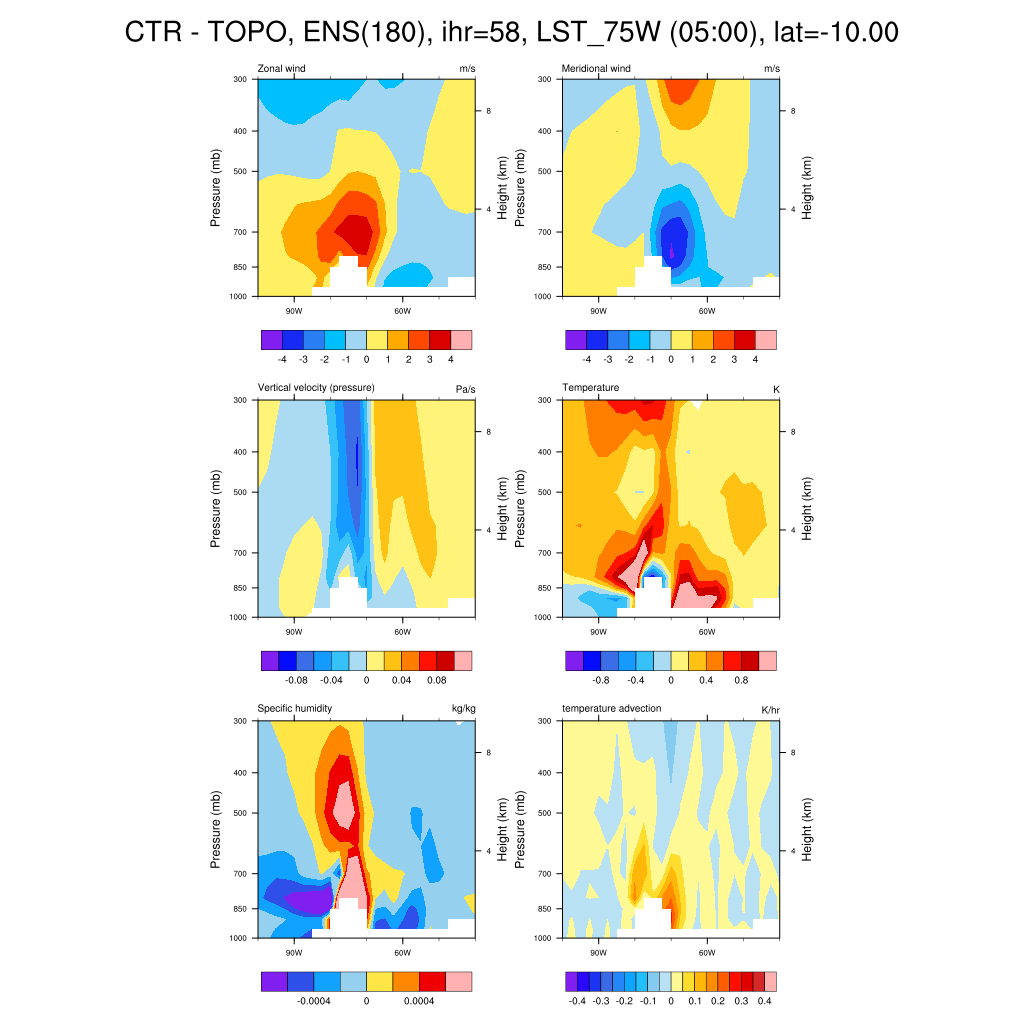 CTR - TOPO, ENS(180), ihr=58, LST_75W (05:00), lat=-10.00
Zonal wind m/s
Pressure (mb)
300
400
500
700
850
1000
8
4
Height (km)
90W 60W
-4 -3 -2 -1 0 1 2 3 4
Meridional wind m/s
Pressure (mb)
300
400
500
700
850
1000
8
4
Height (km)
90W 60W
-4 -3 -2 -1 0 1 2 3 4
Vertical velocity (pressure) Pa/s
Pressure (mb)
300
400
500
700
850
1000
8
4
Height (km)
90W 60W
-0.08 -0.04 0 0.04 0.08
Temperature K
Pressure (mb)
300
400
500
700
850
1000
8
4
Height (km)
90W 60W
-0.8 -0.4 0 0.4 0.8
Specific humidity kg/kg
Pressure (mb)
300
400
500
700
850
1000
8
4
Height (km)
90W 60W
-0.0004 0 0.0004
temperature advection K/hr
Pressure (mb)
300
400
500
700
850
1000
8
4
Height (km)
90W 60W
-0.4 -0.3 -0.2 -0.1 0 0.1 0.2 0.3 0.4